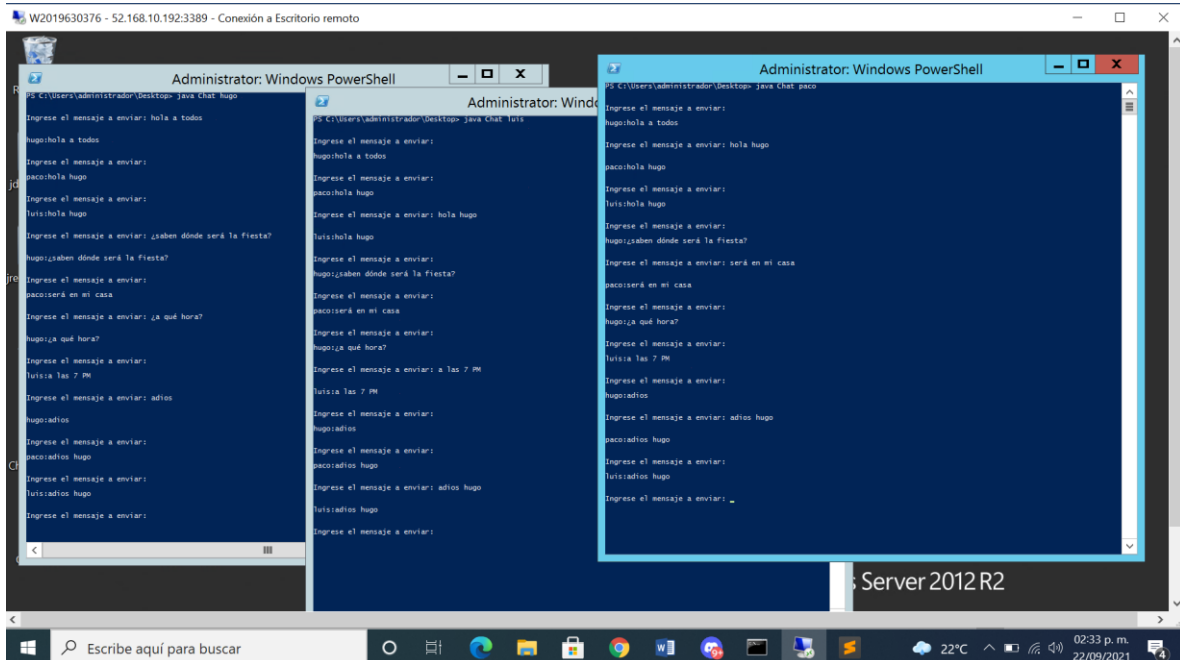 W2019630376 - 52.168.10.192:3389 - Conexión a Escritorio remoto
Administrator: Windows PowerShell
PS C:\Users\administrador\Desktop> java Chat hugo
Ingrese el mensaje a enviar: hola a todos
hugo:hola a todos
Ingrese el mensaje a enviar:
paco:hola hugo
Ingrese el mensaje a enviar:
luis:hola hugo
Ingrese el mensaje a enviar: ¿saben dónde será la fiesta?
hugo:¿saben dónde será la fiesta?
Ingrese el mensaje a enviar:
paco:será en mi casa
Ingrese el mensaje a enviar: ¿a qué hora?
hugo:¿a qué hora?
Ingrese el mensaje a enviar:
luis:a las 7 PM
Ingrese el mensaje a enviar: adios
hugo:adios
Ingrese el mensaje a enviar:
paco:adios hugo
Ingrese el mensaje a enviar:
luis:adios hugo
Ingrese el mensaje a enviar:
Administrator: Windo
PS C:\Users\administrador\Desktop> java Chat luis
Ingrese el mensaje a enviar:
hugo:hola a todos
Ingrese el mensaje a enviar:
paco:hola hugo
Ingrese el mensaje a enviar: hola hugo
luis:hola hugo
Ingrese el mensaje a enviar:
hugo:¿saben dónde será la fiesta?
Ingrese el mensaje a enviar:
paco:será en mi casa
Ingrese el mensaje a enviar:
hugo:¿a qué hora?
Ingrese el mensaje a enviar: a las 7 PM
luis:a las 7 PM
Ingrese el mensaje a enviar:
hugo:adios
Ingrese el mensaje a enviar:
paco:adios hugo
Ingrese el mensaje a enviar: adios hugo
luis:adios hugo
Ingrese el mensaje a enviar:
Administrator: Windows PowerShell
PS C:\Users\administrador\Desktop> java Chat paco
Ingrese el mensaje a enviar:
hugo:hola a todos
Ingrese el mensaje a enviar: hola hugo
paco:hola hugo
Ingrese el mensaje a enviar:
luis:hola hugo
Ingrese el mensaje a enviar:
hugo:¿saben dónde será la fiesta?
Ingrese el mensaje a enviar: será en mi casa
paco:será en mi casa
Ingrese el mensaje a enviar:
hugo:¿a qué hora?
Ingrese el mensaje a enviar:
luis:a las 7 PM
Ingrese el mensaje a enviar:
hugo:adios
Ingrese el mensaje a enviar: adios hugo
paco:adios hugo
Ingrese el mensaje a enviar:
luis:adios hugo
Ingrese el mensaje a enviar: _
s Server 2012 R2
Escribe aquí para buscar
22°C
02:33 p. m.
22/09/2021